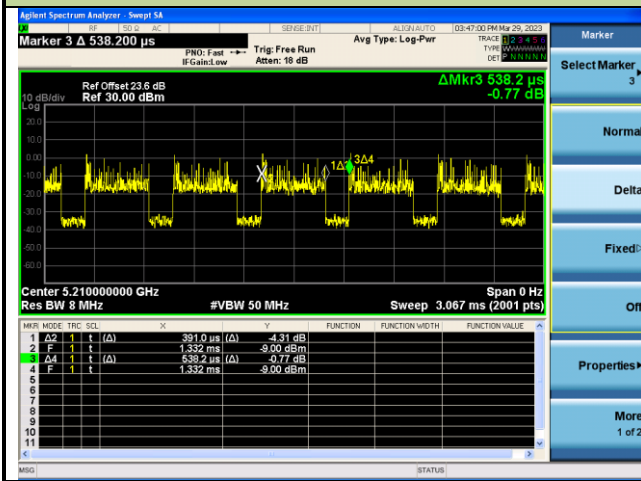 Agilent Spectrum Analyzer - Swept SA
RF 50 Ω AC SENSE:INT ALIGN AUTO 03:47:00 PM Mar 29, 2023
Marker 3 Δ 538.200 µs
PNO: Fast
IFGain:Low
Trig: Free Run
Atten: 18 dB
Avg Type: Log-Pwr
TRACE 1 2 3 4 5 6
TYPE
DET P N N N N N
Ref Offset 23.6 dB
10 dB/div Ref 30.00 dBm
Log
ΔMkr3 538.2 µs
-0.77 dB
20.0
10.0
0.00
-10.0
-20.0
-30.0
-40.0
-50.0
-60.0
3Δ4
Center 5.210000000 GHz Span 0 Hz
Res BW 8 MHz #VBW 50 MHz Sweep 3.067 ms (2001 pts)
MKR MODE TRC SCL X Y FUNCTION FUNCTION WIDTH FUNCTION VALUE
1 Δ2 1 t (Δ) 391.0 µs (Δ) -4.31 dB
2 F 1 t 1.332 ms -9.00 dBm
3 Δ4 1 t (Δ) 538.2 µs (Δ) -0.77 dB
4 F 1 t 1.332 ms -9.00 dBm
5
6
7
8
9
10
11
MSG STATUS
Marker
Select Marker
3
Normal
Delta
Fixed
Off
Properties
More
1 of 2